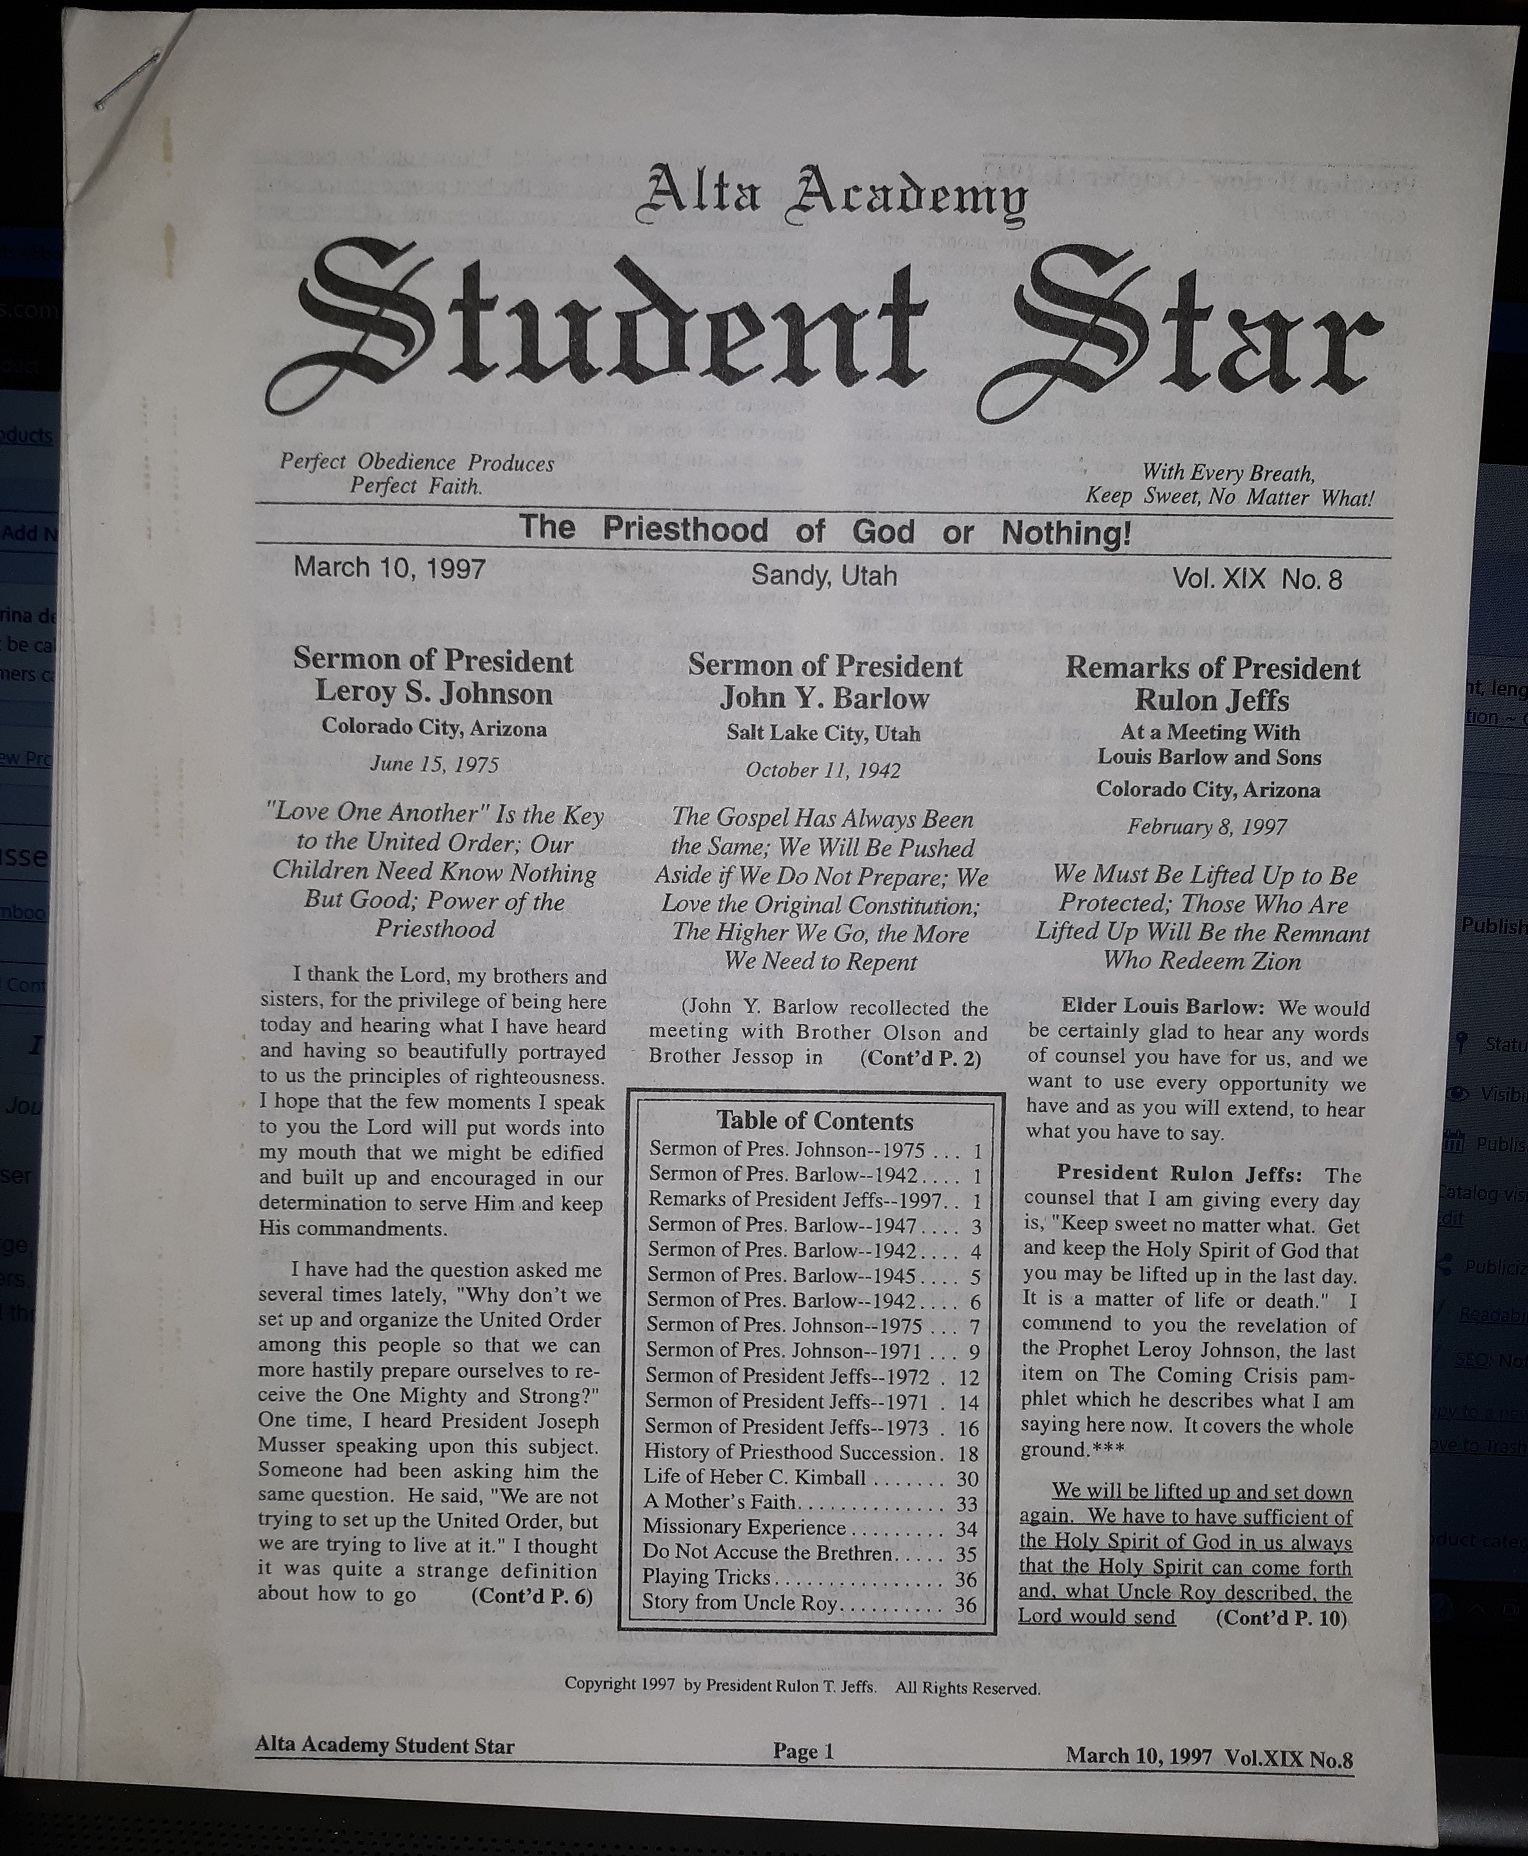 Alta Academy
Student Star
Perfect Obedience Produces
Perfect Faith.
With Every Breath,
Keep Sweet, No Matter What!
The Priesthood of God or Nothing!
March 10, 1997 Sandy, Utah Vol. XIX No. 8
Sermon of President
Leroy S. Johnson
Colorado City, Arizona
June 15, 1975
"Love One Another" Is the Key
to the United Order; Our
Children Need Know Nothing
But Good; Power of the
Priesthood
I thank the Lord, my brothers and
sisters, for the privilege of being here
today and hearing what I have heard
and having so beautifully portrayed
to us the principles of righteousness.
I hope that the few moments I speak
to you the Lord will put words into
my mouth that we might be edified
and built up and encouraged in our
determination to serve Him and keep
His commandments.
I have had the question asked me
several times lately, "Why don't we
set up and organize the United Order
among this people so that we can
more hastily prepare ourselves to re-
ceive the One Mighty and Strong?"
One time, I heard President Joseph
Musser speaking upon this subject.
Someone had been asking him the
same question. He said, "We are not
trying to set up the United Order, but
we are trying to live at it." I thought
it was quite a strange definition
about how to go (Cont'd P. 6)
Sermon of President
John Y. Barlow
Salt Lake City, Utah
October 11, 1942
The Gospel Has Always Been
the Same; We Will Be Pushed
Aside if We Do Not Prepare; We
Love the Original Constitution;
The Higher We Go, the More
We Need to Repent
(John Y. Barlow recollected the
meeting with Brother Olson and
Brother Jessop in (Cont'd P. 2)
Table of Contents
Sermon of Pres. Johnson--1975 ... 1
Sermon of Pres. Barlow--1942.... 1
Remarks of President Jeffs--1997.. 1
Sermon of Pres. Barlow--1947.... 3
Sermon of Pres. Barlow--1942.... 4
Sermon of Pres. Barlow--1945.... 5
Sermon of Pres. Barlow--1942.... 6
Sermon of Pres. Johnson--1975 ... 7
Sermon of Pres. Johnson--1971 ... 9
Sermon of President Jeffs--1972 . 12
Sermon of President Jeffs--1971 . 14
Sermon of President Jeffs--1973 . 16
History of Priesthood Succession. 18
Life of Heber C. Kimball ....... 30
A Mother's Faith.............. 33
Missionary Experience ......... 34
Do Not Accuse the Brethren..... 35
Playing Tricks................ 36
Story from Uncle Roy.......... 36
Remarks of President
Rulon Jeffs
At a Meeting With
Louis Barlow and Sons
Colorado City, Arizona
February 8, 1997
We Must Be Lifted Up to Be
Protected; Those Who Are
Lifted Up Will Be the Remnant
Who Redeem Zion
Elder Louis Barlow: We would
be certainly glad to hear any words
of counsel you have for us, and we
want to use every opportunity we
have and as you will extend, to hear
what you have to say.
President Rulon Jeffs: The
counsel that I am giving every day
is, "Keep sweet no matter what. Get
and keep the Holy Spirit of God that
you may be lifted up in the last day.
It is a matter of life or death." I
commend to you the revelation of
the Prophet Leroy Johnson, the last
item on The Coming Crisis pam-
phlet which he describes what I am
saying here now. It covers the whole
ground.***
We will be lifted up and set down
again. We have to have sufficient of
the Holy Spirit of God in us always
that the Holy Spirit can come forth
and, what Uncle Roy described, the
Lord would send (Cont'd P. 10)
Copyright 1997 by President Rulon T. Jeffs. All Rights Reserved.
Alta Academy Student Star Page 1 March 10, 1997 Vol.XIX No.8